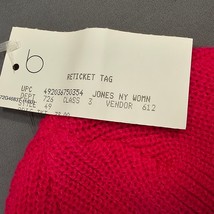 b
RETICKET TAG
UPC 492036750354 JONES NY WOMN
DEPT 726 CLASS 3 VENDOR 612
STYLE 49